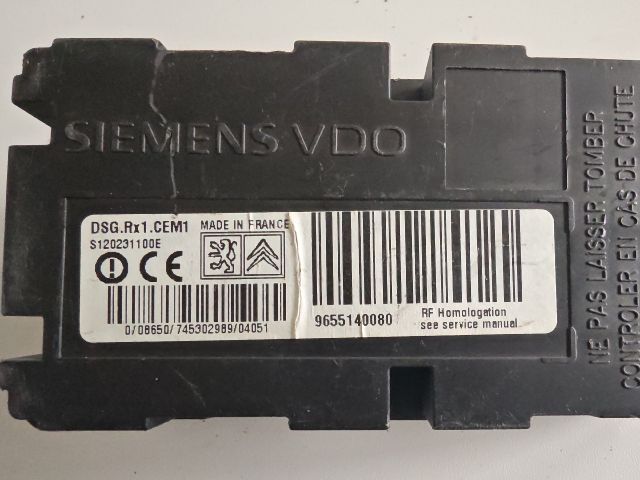 SIEMENS VDO
DSG.Rx1.CEM1 MADE IN FRANCE
S120231100E
CE
0/08650/745302989/04051
9655140080
RF Homologation
see service manual
NE PAS LAISSER TOMBER
CONTROLER EN CAS DE CHUTE